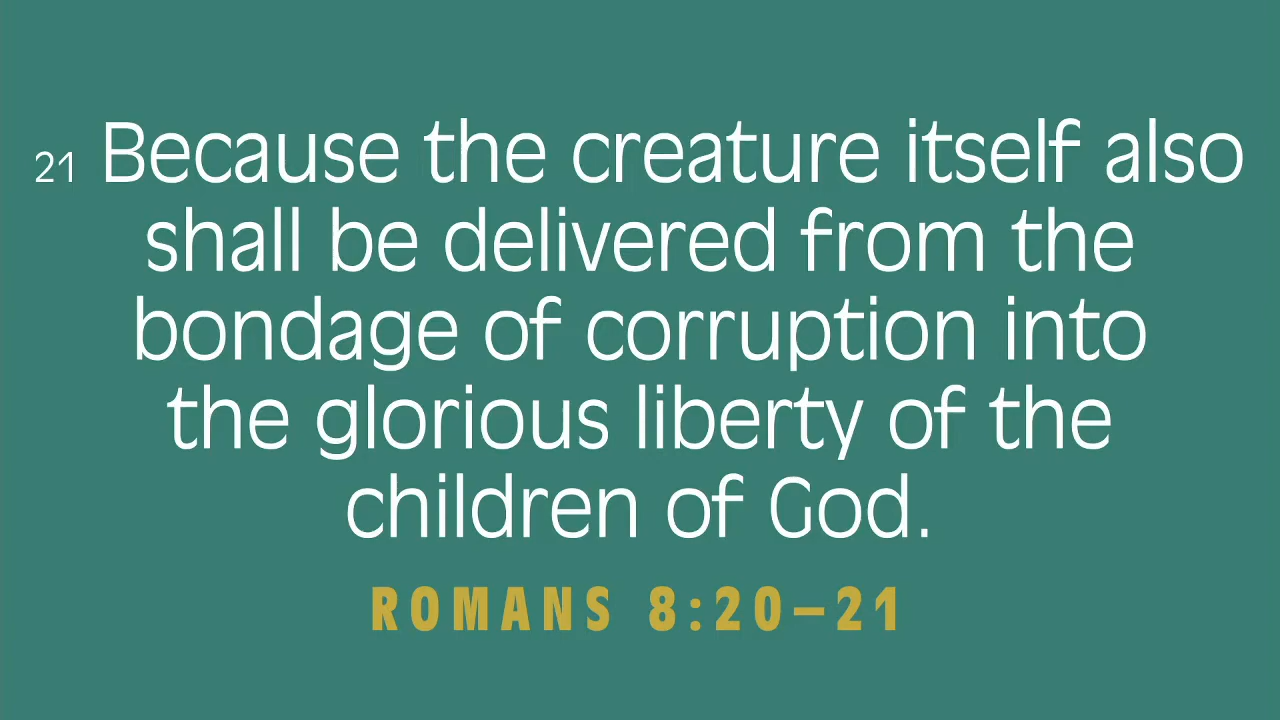 21 Because the creature itself also
shall be delivered from the
bondage of corruption into
the glorious liberty of the
children of God.
ROMANS 8:20–21